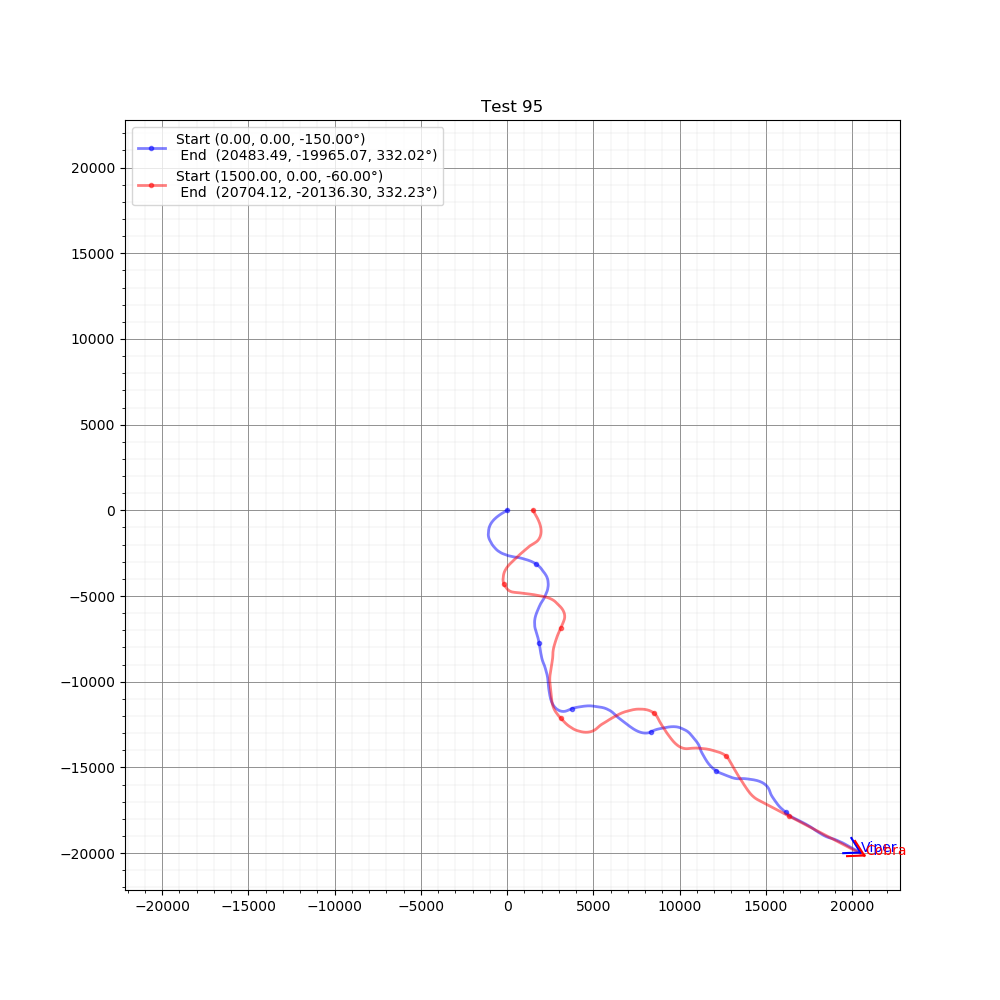 Test 95
Start (0.00, 0.00, -150.00°)
End (20483.49, -19965.07, 332.02°)
Start (1500.00, 0.00, -60.00°)
End (20704.12, -20136.30, 332.23°)
20000
15000
10000
5000
0
−5000
−10000
−15000
−20000
Viper
Cobra
−20000 −15000 −10000 −5000 0 5000 10000 15000 20000